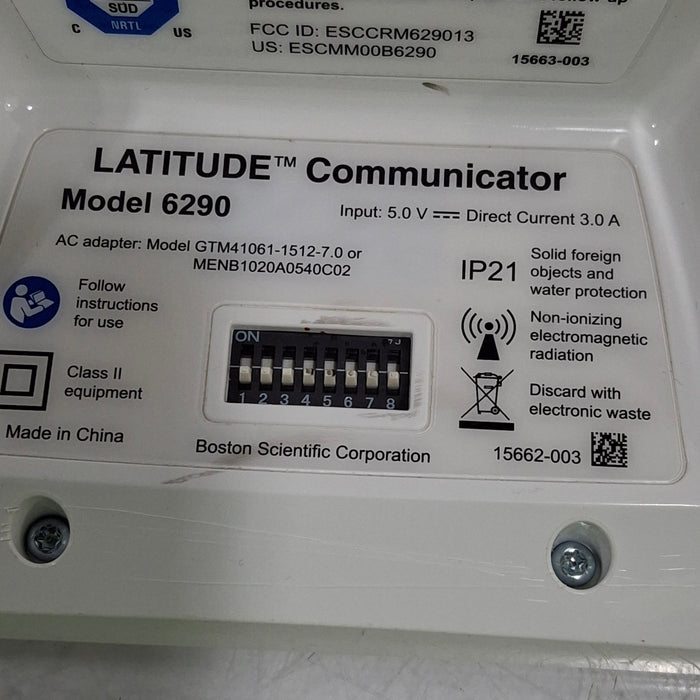 procedures.
SÜD
NRTL
C US
FCC ID: ESCCRM629013
US: ESCMM00B6290
15663-003
LATITUDE™ Communicator
Model 6290
Input: 5.0 V ⎓ Direct Current 3.0 A
AC adapter: Model GTM41061-1512-7.0 or
MENB1020A0540C02
Follow
instructions
for use
IP21
Solid foreign
objects and
water protection
Non-ionizing
electromagnetic
radiation
ON
1 2 3 4 5 6 7 8
Class II
equipment
Discard with
electronic waste
Made in China
Boston Scientific Corporation
15662-003